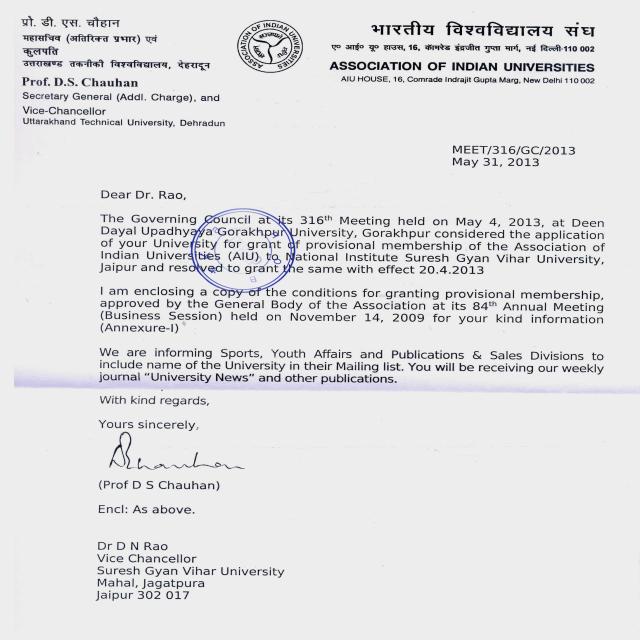 प्रो. डी. एस. चौहान
महासचिव (अतिरिक्त प्रभार) एवं
कुलपति
उत्तराखण्ड तकनीकी विश्वविद्यालय, देहरादून
Prof. D.S. Chauhan
Secretary General (Addl. Charge), and
Vice-Chancellor
Uttarakhand Technical University, Dehradun
ASSOCIATION OF INDIAN UNIVERSITIES
भारतीय विश्वविद्यालय संघ
ए० आई० यू० हाउस, 16, कामरेड इंद्रजीत गुप्ता मार्ग, नई दिल्ली-110 002
ASSOCIATION OF INDIAN UNIVERSITIES
AIU HOUSE, 16, Comrade Indrajit Gupta Marg, New Delhi 110 002
MEET/316/GC/2013
May 31, 2013
Dear Dr. Rao,
The Governing Council at its 316th Meeting held on May 4, 2013, at Deen
Dayal Upadhyaya Gorakhpur University, Gorakhpur considered the application
of your University for grant of provisional membership of the Association of
Indian Universities (AIU) to National Institute Suresh Gyan Vihar University,
Jaipur and resolved to grant the same with effect 20.4.2013
I am enclosing a copy of the conditions for granting provisional membership,
approved by the General Body of the Association at its 84th Annual Meeting
(Business Session) held on November 14, 2009 for your kind information
(Annexure-I)
We are informing Sports, Youth Affairs and Publications & Sales Divisions to
include name of the University in their Mailing list. You will be receiving our weekly
journal “University News” and other publications.
With kind regards,
Yours sincerely,
(Prof D S Chauhan)
Encl: As above.
Dr D N Rao
Vice Chancellor
Suresh Gyan Vihar University
Mahal, Jagatpura
Jaipur 302 017